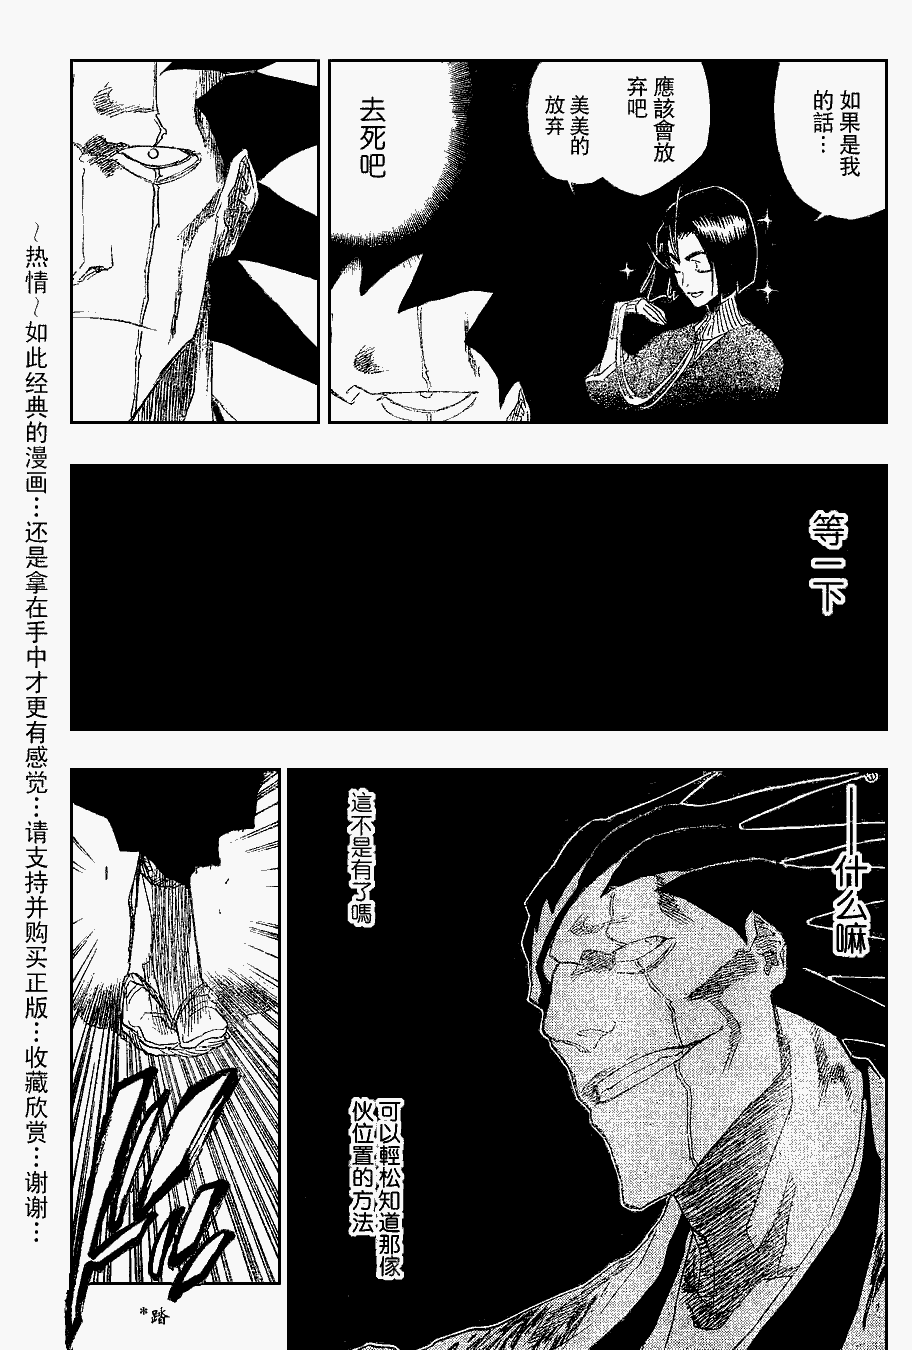 如果是我
的話…
應該會放
弃吧
美美的
放弃
去死吧
等一下
——什么嘛
這不是有了嗎
可以輕松知道那傢
伙位置的方法
ドンッ
*踏
~热情~如此经典的漫画…还是拿在手中才更有感觉…请支持并购买正版…收藏欣赏…谢谢…